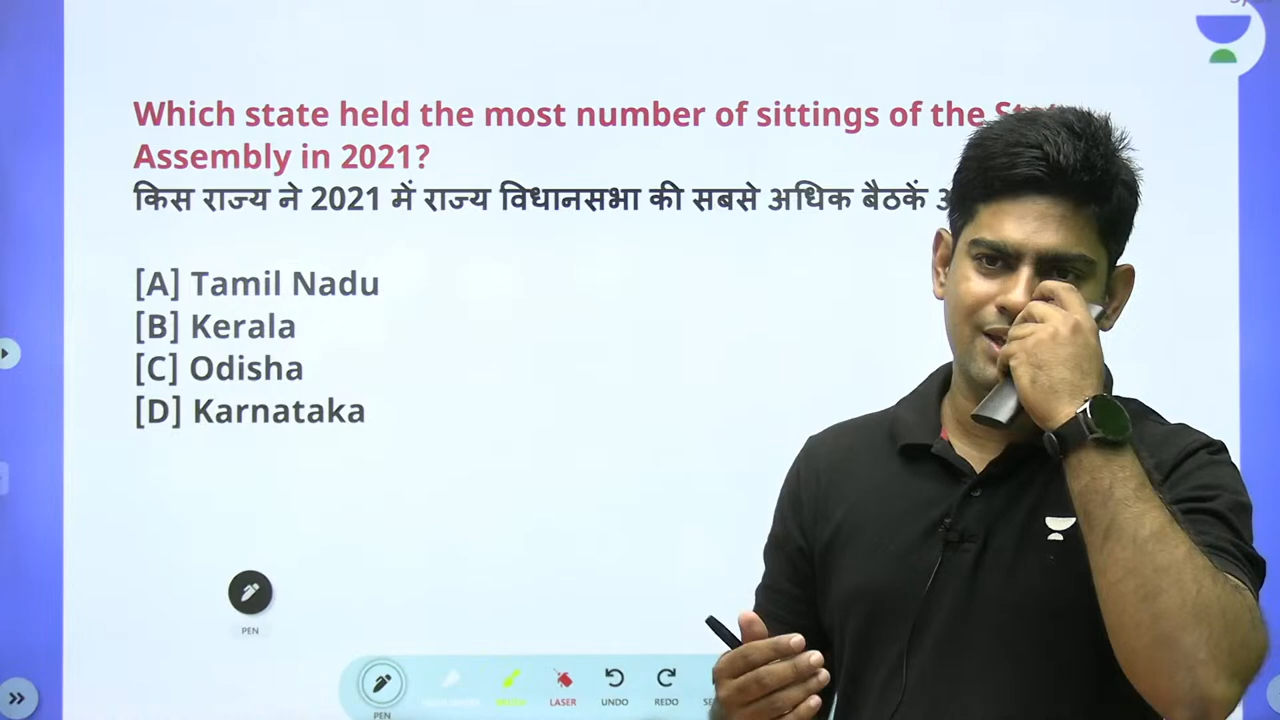 Which state held the most number of sittings of the
Assembly in 2021?
किस राज्य ने 2021 में राज्य विधानसभा की सबसे अधिक बैठकें
[A] Tamil Nadu
[B] Kerala
[C] Odisha
[D] Karnataka
PEN
PEN
LASER
UNDO
REDO